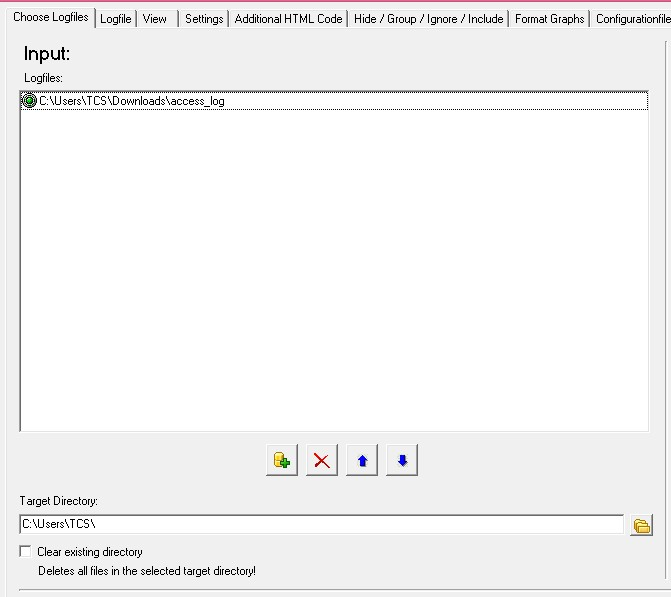 Choose Logfiles Logfile View Settings Additional HTML Code Hide / Group / Ignore / Include Format Graphs Configurationfile
Input:
Logfiles:
C:\Users\TCS\Downloads\access_log
Target Directory:
C:\Users\TCS\
Clear existing directory
Deletes all files in the selected target directory!